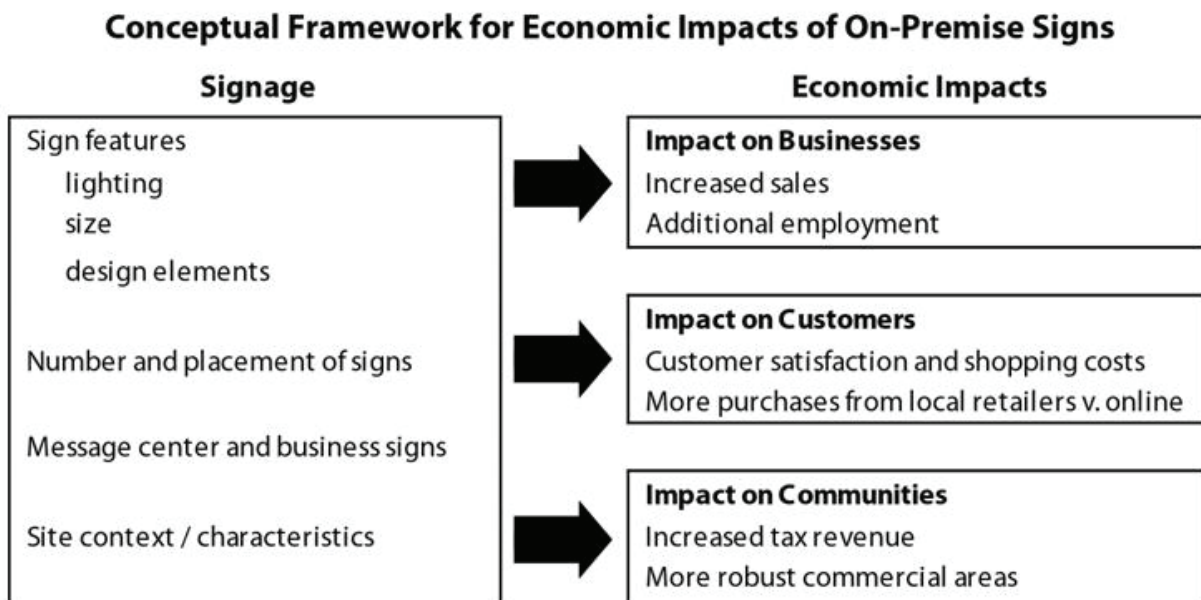 Conceptual Framework for Economic Impacts of On-Premise Signs
Signage
Sign features
lighting
size
design elements
Number and placement of signs
Message center and business signs
Site context / characteristics
Economic Impacts
Impact on Businesses
Increased sales
Additional employment
Impact on Customers
Customer satisfaction and shopping costs
More purchases from local retailers v. online
Impact on Communities
Increased tax revenue
More robust commercial areas